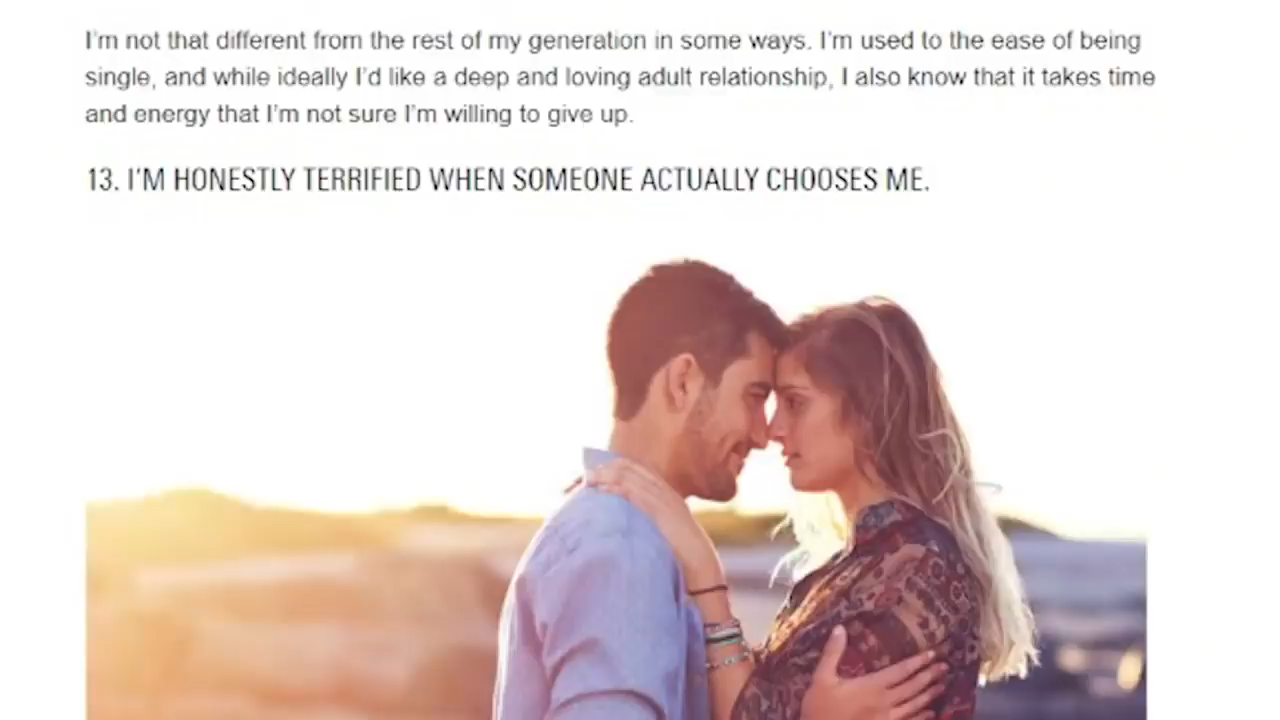 I'm not that different from the rest of my generation in some ways. I'm used to the ease of being
single, and while ideally I'd like a deep and loving adult relationship, I also know that it takes time
and energy that I'm not sure I'm willing to give up.
13. I'M HONESTLY TERRIFIED WHEN SOMEONE ACTUALLY CHOOSES ME.